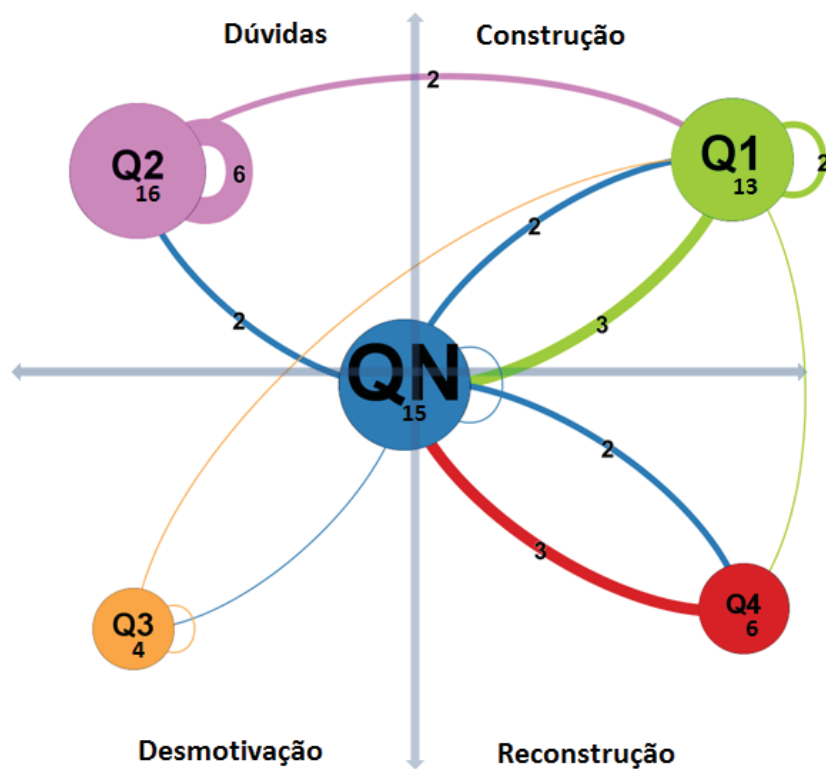 Dúvidas
Construção
2
Q2
16
6
Q1
13
2
2
2
3
QN
15
2
3
Q3
4
Q4
6
Desmotivação
Reconstrução